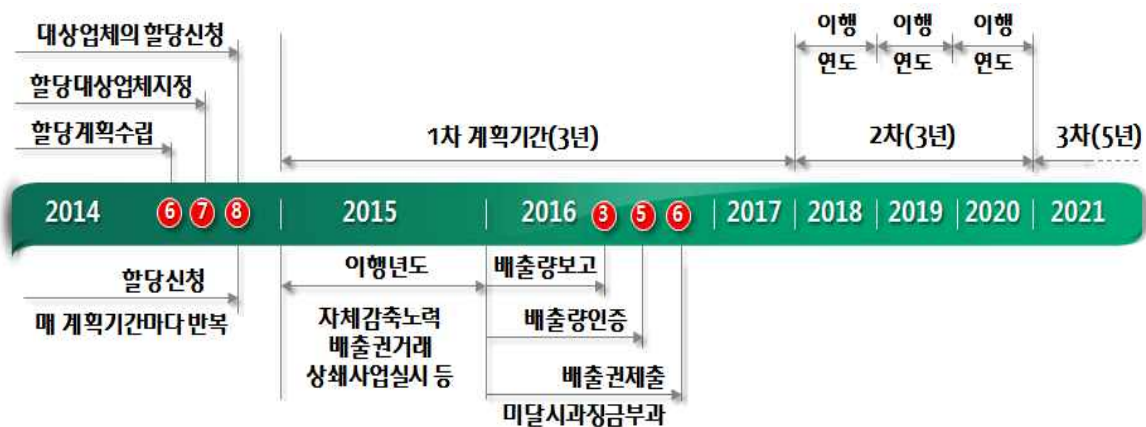 대상업체의 할당신청
할당대상업체지정
할당계획수립
1차 계획기간(3년)
이행 이행 이행
연도 연도 연도
2차(3년)
3차(5년)
2014 6 7 8 2015 2016 3 5 6 2017 2018 2019 2020 2021
할당신청
매 계획기간마다 반복
이행년도
자체감축노력
배출권거래
상쇄사업실시 등
배출량보고
배출량인증
배출권제출
미달시과징금부과